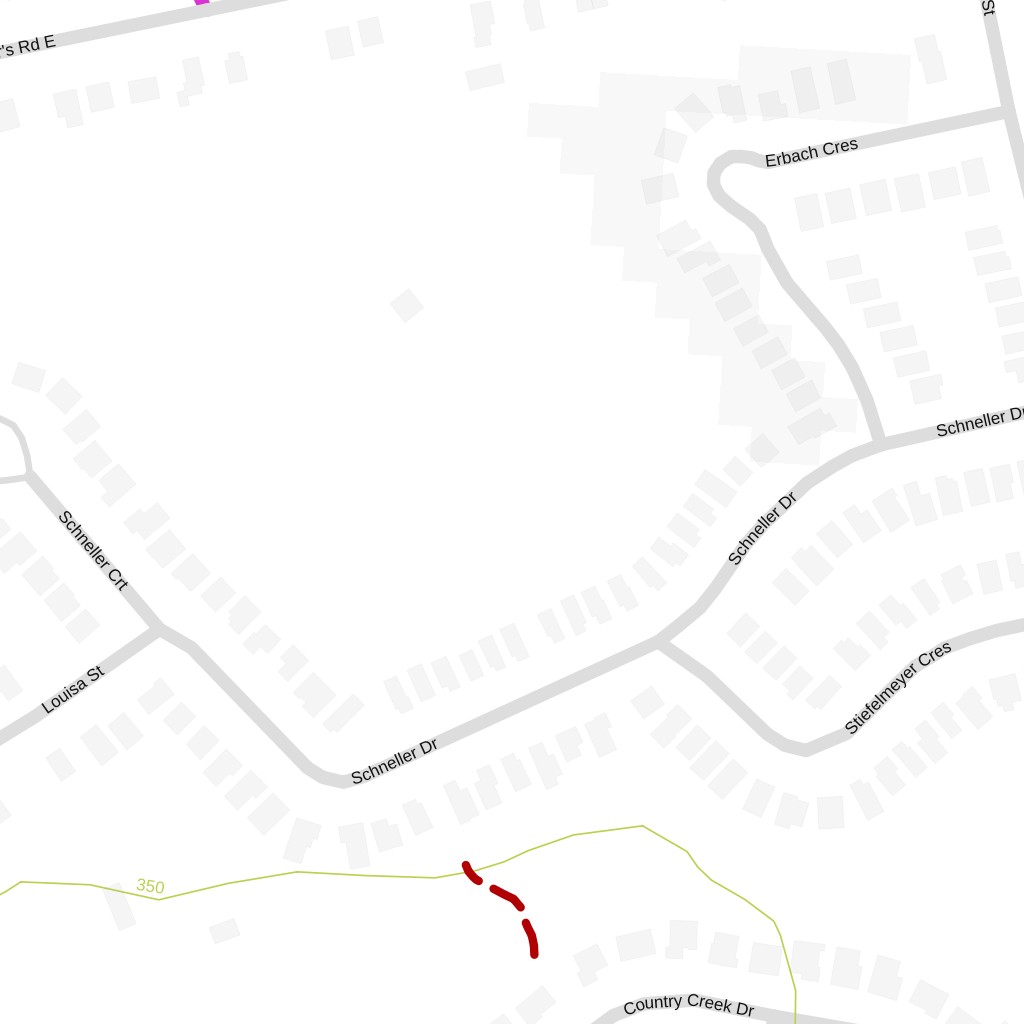 St
's Rd E
Erbach Cres
Schneller Dr
Schneller Dr
Schneller Crt
Louisa St
Stiefelmeyer Cres
Schneller Dr
350
Country Creek Dr